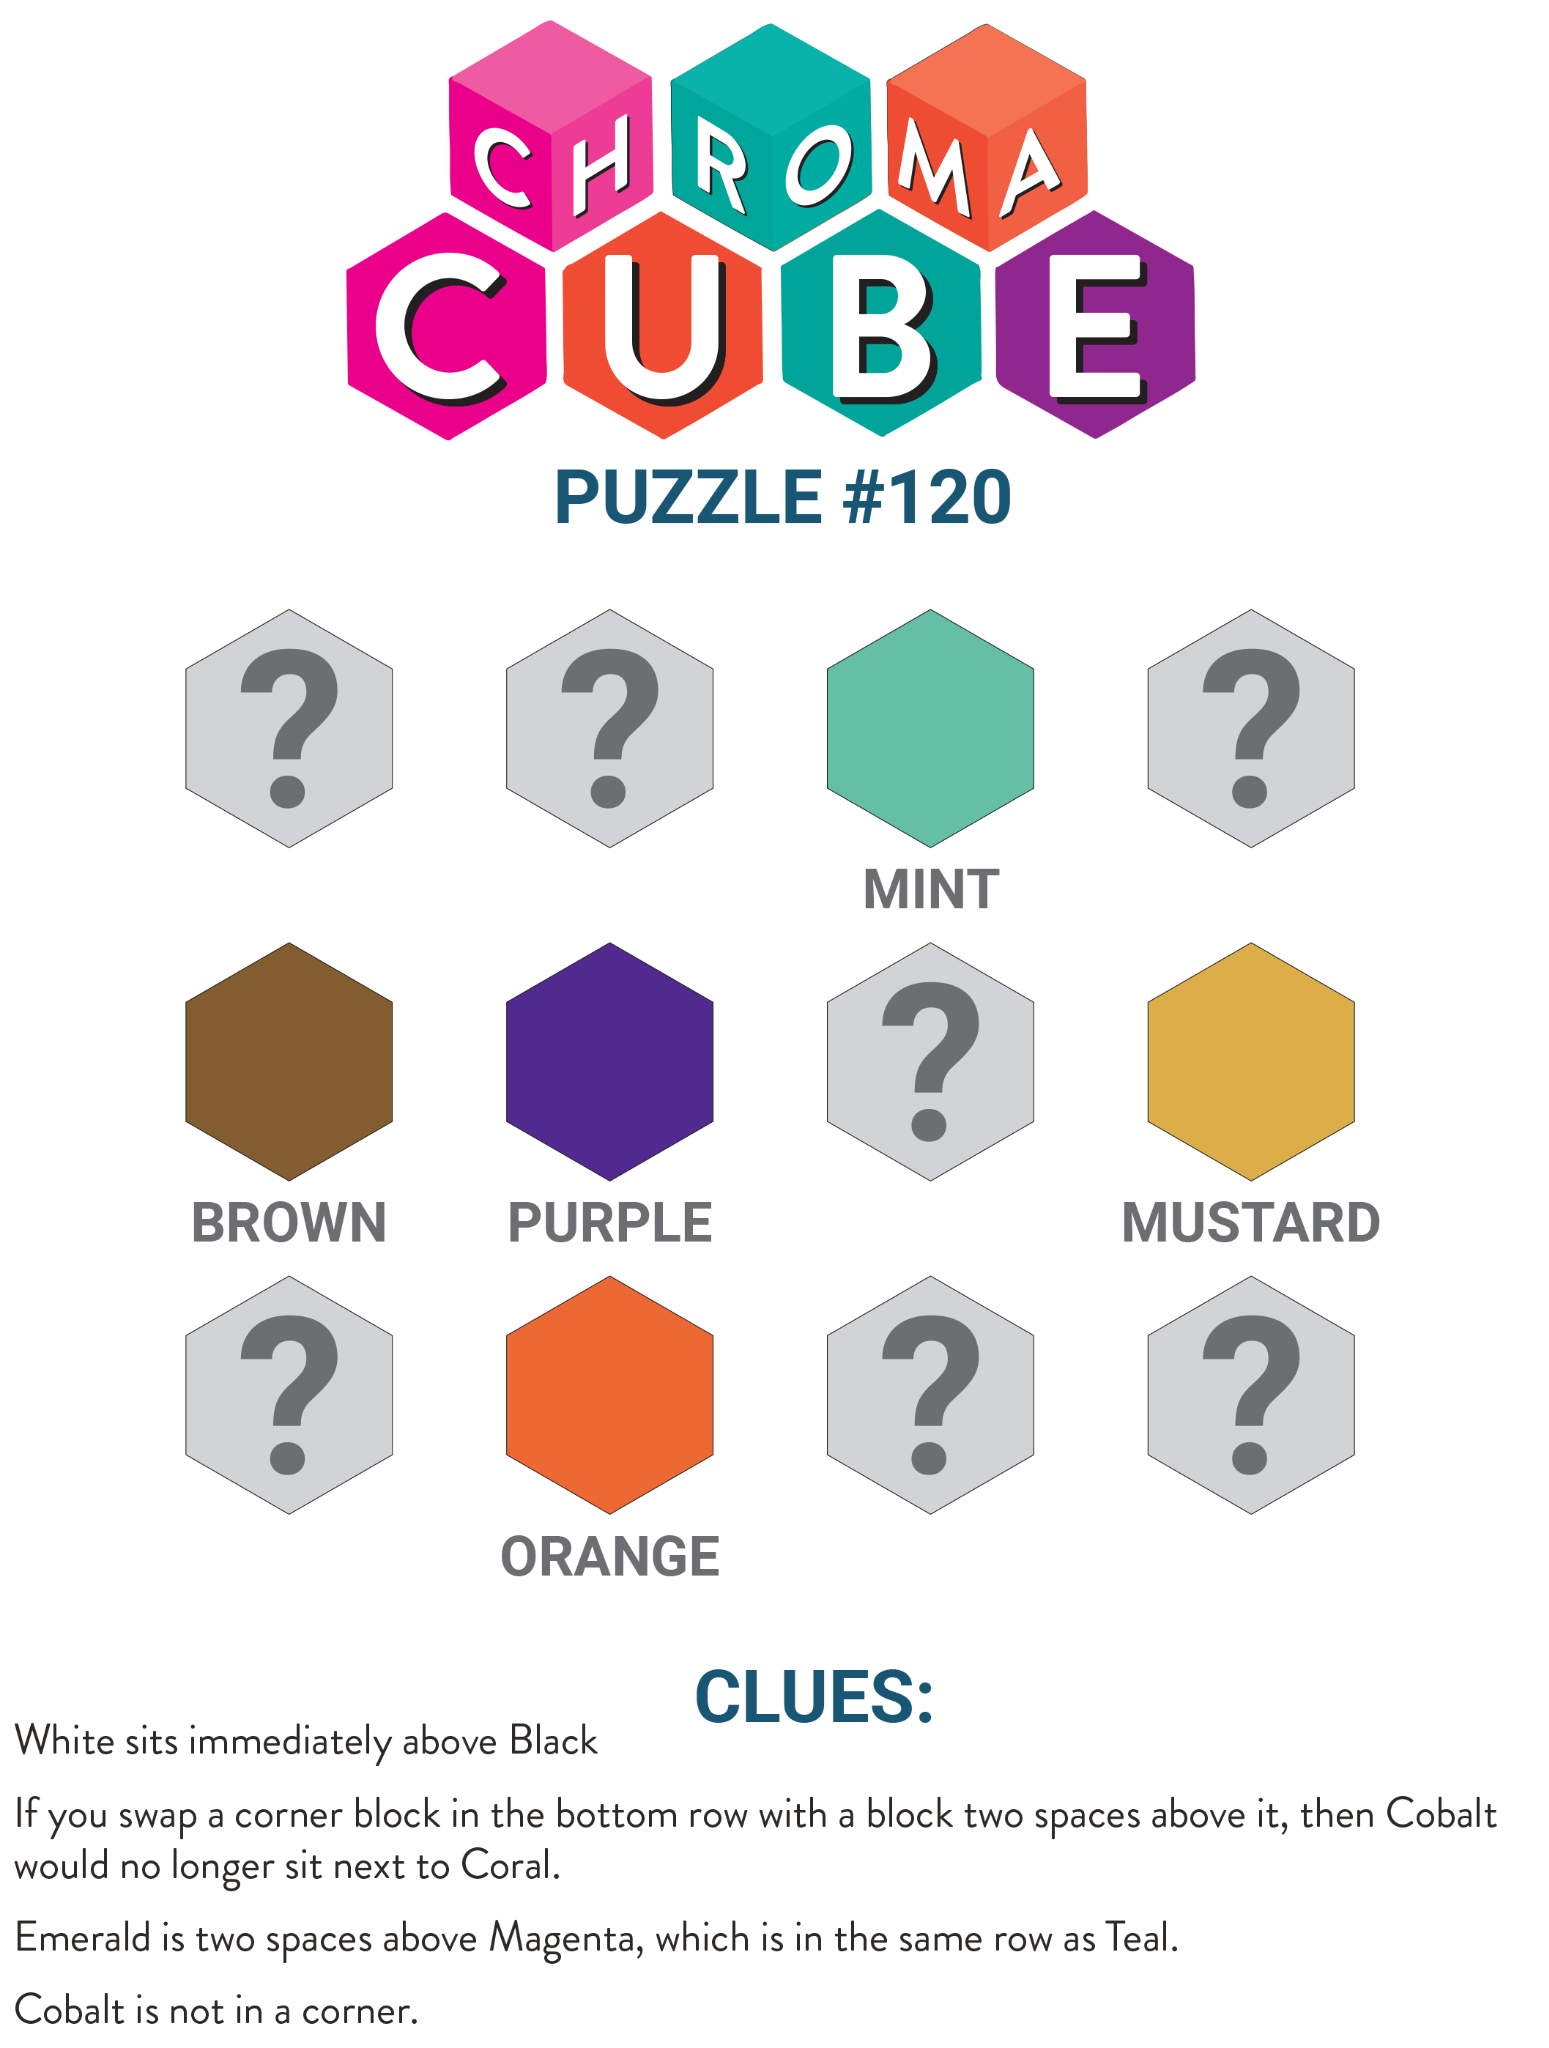 CHROMA
CUBE
PUZZLE #120
? ? ?
MINT
?
BROWN PURPLE MUSTARD
? ? ?
ORANGE
CLUES:
White sits immediately above Black
If you swap a corner block in the bottom row with a block two spaces above it, then Cobalt
would no longer sit next to Coral.
Emerald is two spaces above Magenta, which is in the same row as Teal.
Cobalt is not in a corner.